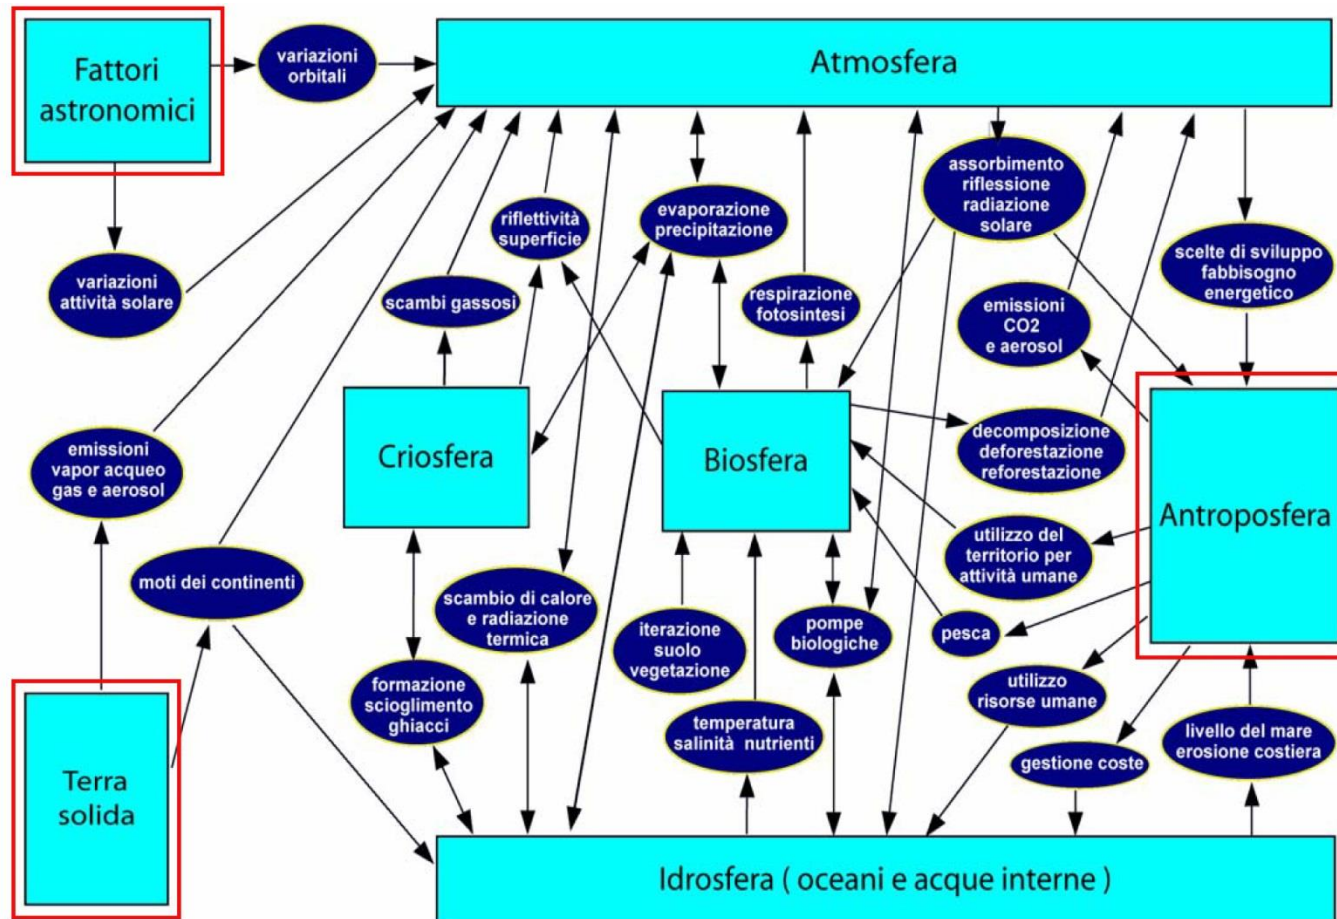 Fattori
astronomici
variazioni
orbitali
Atmosfera
variazioni
attività solare
riflettività
superficie
evaporazione
precipitazione
assorbimento
riflessione
radiazione
solare
scelte di sviluppo
fabbisogno
energetico
scambi gassosi
respirazione
fotosintesi
emissioni
CO2
e aerosol
emissioni
vapor acqueo
gas e aerosol
Criosfera
Biosfera
decomposizione
deforestazione
reforestazione
Antroposfera
moti dei continenti
scambio di calore
e radiazione
termica
iterazione
suolo
vegetazione
pompe
biologiche
utilizzo del
territorio per
attività umane
pesca
formazione
scioglimento
ghiacci
temperatura
salinità nutrienti
utilizzo
risorse umane
gestione coste
livello del mare
erosione costiera
Terra
solida
Idrosfera ( oceani e acque interne )